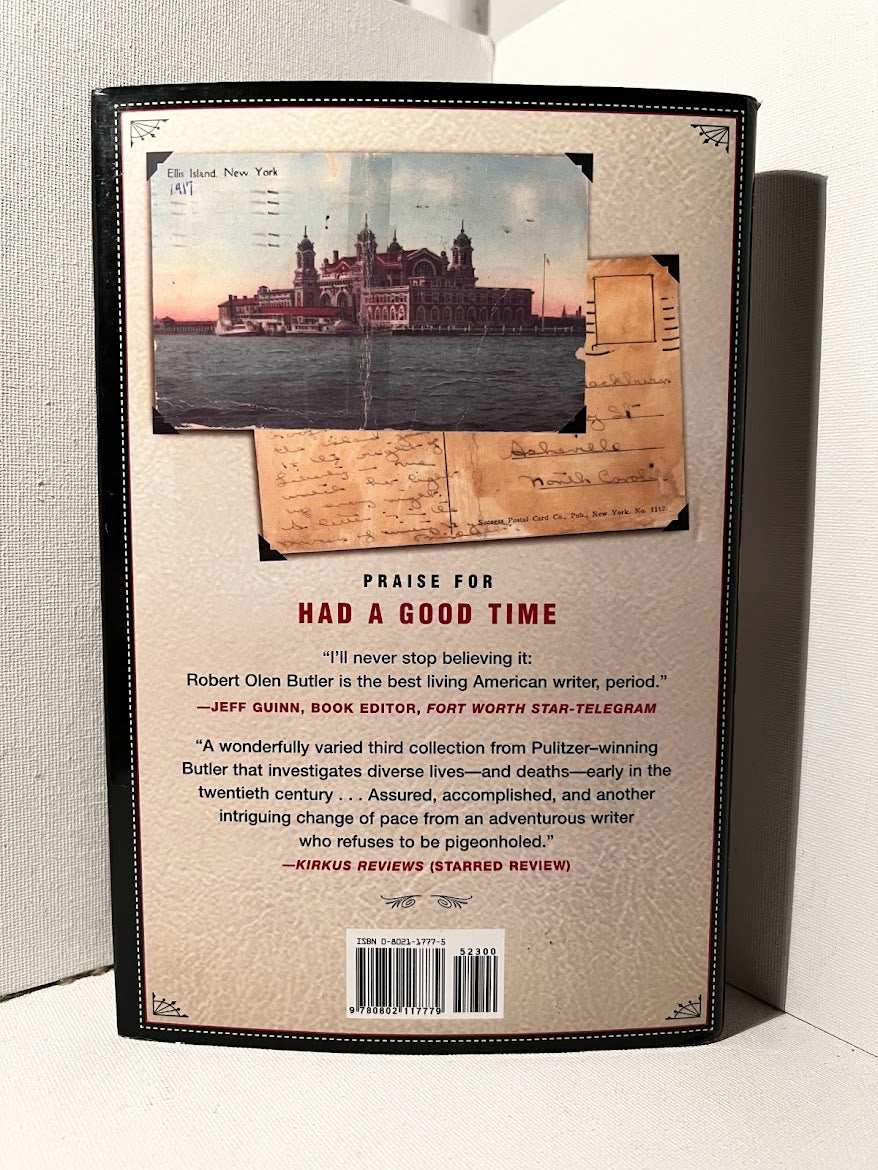 Ellis Island, New York
1917
Asheville
North Caroli
Success Postal Card Co., Pub., New York. No. 1117
PRAISE FOR
HAD A GOOD TIME
“I’ll never stop believing it:
Robert Olen Butler is the best living American writer, period.”
—JEFF GUINN, BOOK EDITOR, FORT WORTH STAR-TELEGRAM
“A wonderfully varied third collection from Pulitzer–winning
Butler that investigates diverse lives—and deaths—early in the
twentieth century . . . Assured, accomplished, and another
intriguing change of pace from an adventurous writer
who refuses to be pigeonholed.”
—KIRKUS REVIEWS (STARRED REVIEW)
ISBN 0-8021-1777-5
52300
9 780802 117779